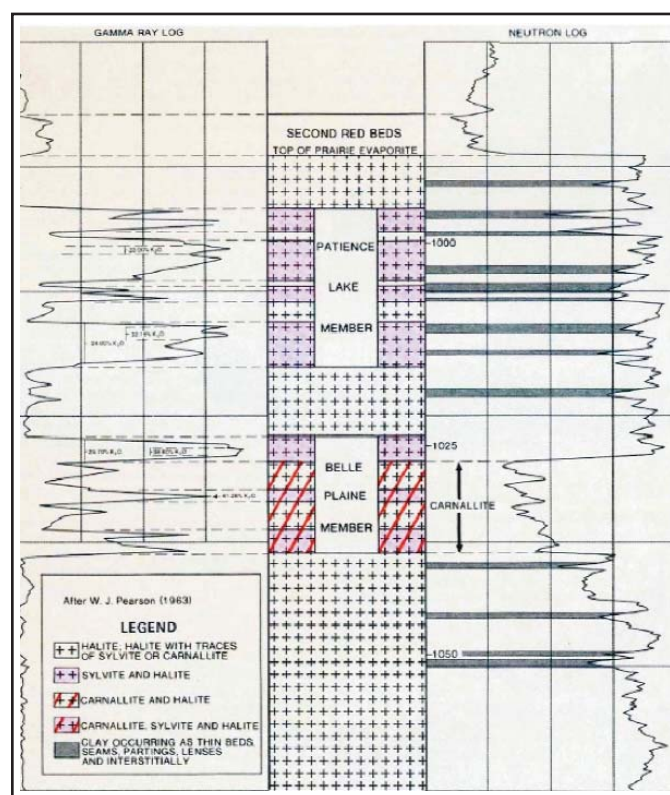 GAMMA RAY LOG
NEUTRON LOG
SECOND RED BEDS
TOP OF PRAIRIE EVAPORITE
PATIENCE
LAKE
MEMBER
1000
1025
BELLE
PLAINE
MEMBER
CARNALLITE
1050
After W. J. Pearson (1963)
LEGEND
HALITE; HALITE WITH TRACES
OF SYLVITE OR CARNALLITE
SYLVITE AND HALITE
CARNALLITE AND HALITE
CARNALLITE, SYLVITE AND HALITE
CLAY OCCURRING AS THIN BEDS,
SEAMS, PARTINGS, LENSES
AND INTERSTITIALLY